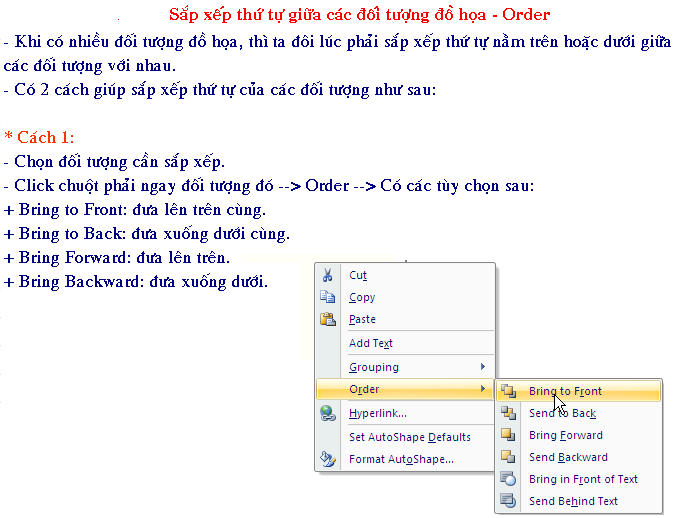 Sắp xếp thứ tự giữa các đối tượng đồ họa - Order
- Khi có nhiều đối tượng đồ họa, thì ta đôi lúc phải sắp xếp thứ tự nằm trên hoặc dưới giữa
các đối tượng với nhau.
- Có 2 cách giúp sắp xếp thứ tự của các đối tượng như sau:
* Cách 1:
- Chọn đối tượng cần sắp xếp.
- Click chuột phải ngay đối tượng đó --> Order --> Có các tùy chọn sau:
+ Bring to Front: đưa lên trên cùng.
+ Bring to Back: đưa xuống dưới cùng.
+ Bring Forward: đưa lên trên.
+ Bring Backward: đưa xuống dưới.
Cut
Copy
Paste
Add Text
Grouping
Order
Hyperlink...
Set AutoShape Defaults
Format AutoShape...
Bring to Front
Send to Back
Bring Forward
Send Backward
Bring in Front of Text
Send Behind Text